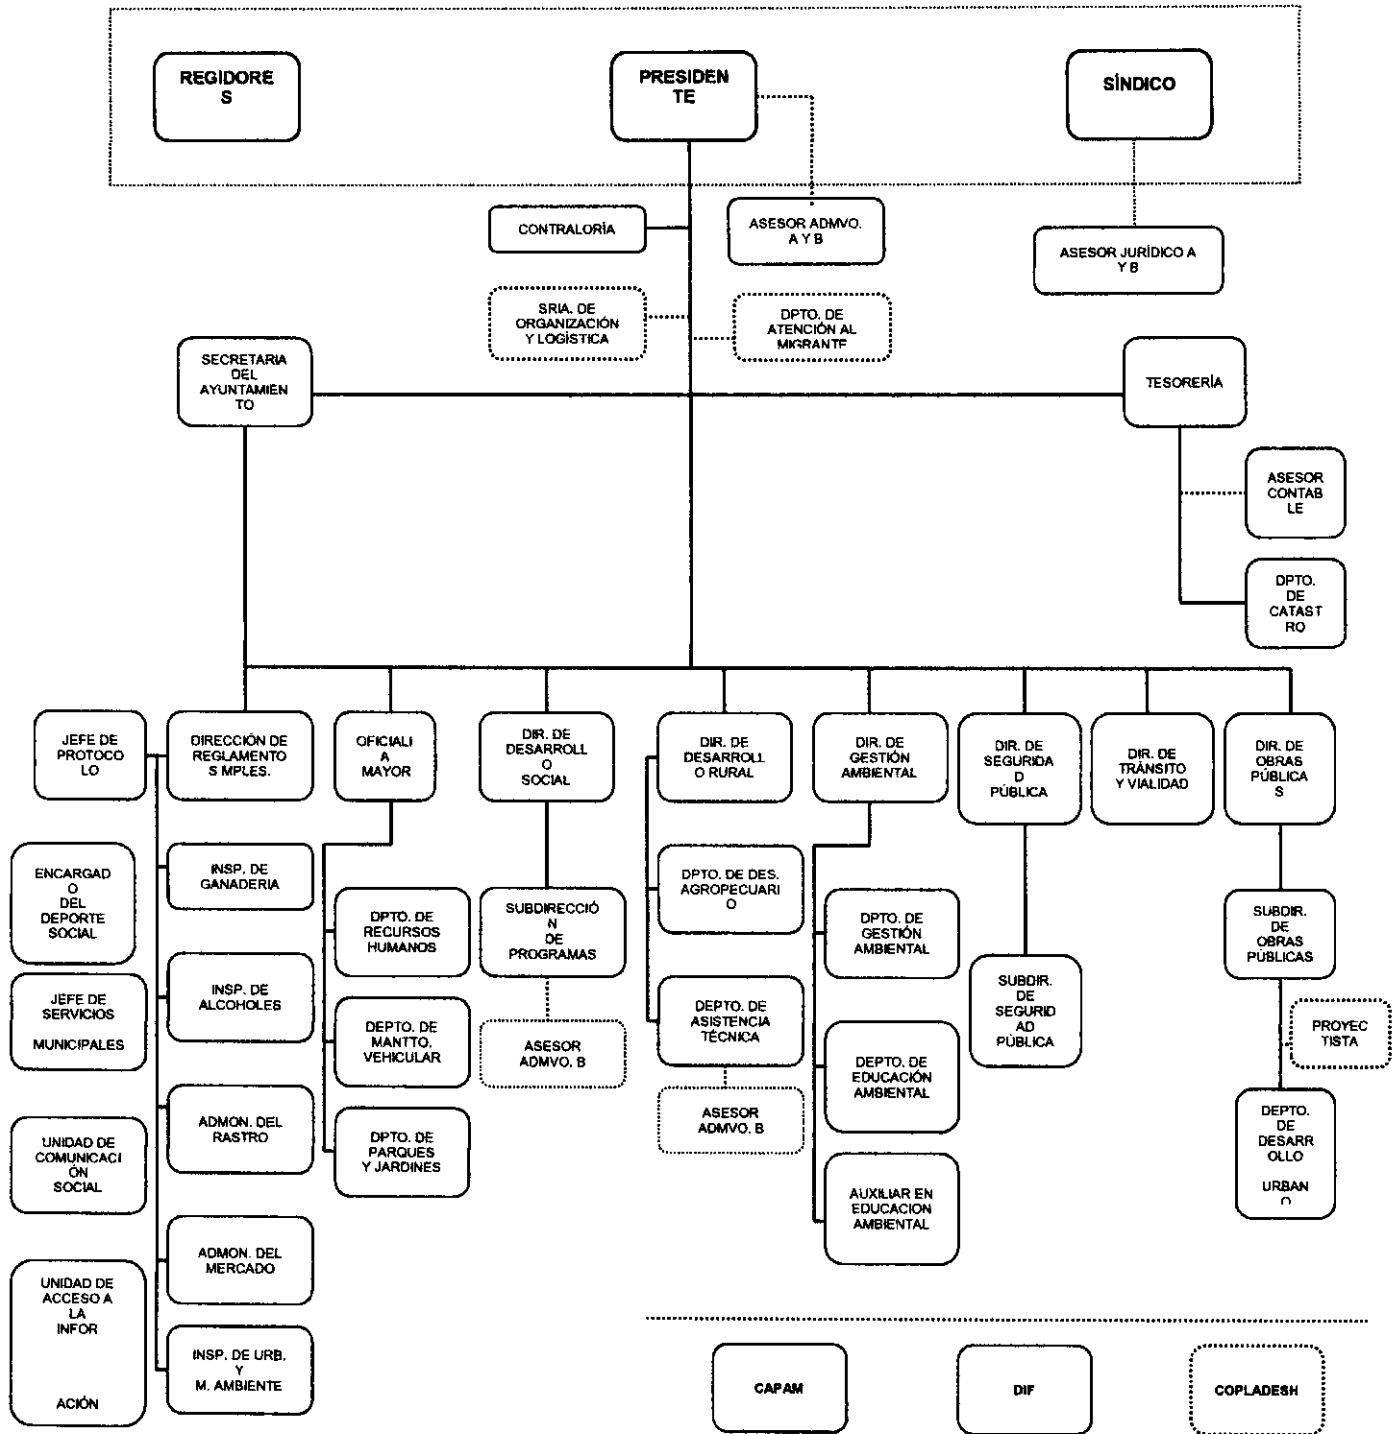 REGIDORE
S
PRESIDEN
TE
SÍNDICO
CONTRALORÍA
ASESOR ADMVO.
A Y B
ASESOR JURÍDICO A
Y B
SRIA. DE
ORGANIZACIÓN
Y LOGÍSTICA
DPTO. DE
ATENCIÓN AL
MIGRANTE
SECRETARIA
DEL
AYUNTAMIEN
TO
TESORERÍA
ASESOR
CONTAB
LE
DPTO.
DE
CATAST
RO
JEFE DE
PROTOCO
LO
DIRECCIÓN DE
REGLAMENTO
S MPLES.
OFICIALI
A
MAYOR
DIR. DE
DESARROLL
O
SOCIAL
DIR. DE
DESARROLL
O RURAL
DIR. DE
GESTIÓN
AMBIENTAL
DIR. DE
SEGURIDA
D
PÚBLICA
DIR. DE
TRÁNSITO
Y VIALIDAD
DIR. DE
OBRAS
PÚBLICA
S
ENCARGAD
O
DEL
DEPORTE
SOCIAL
INSP. DE
GANADERIA
DPTO. DE
RECURSOS
HUMANOS
SUBDIRECCIÓ
N
DE
PROGRAMAS
DPTO. DE DES.
AGROPECUARI
O
DPTO. DE
GESTIÓN
AMBIENTAL
SUBDIR.
DE
OBRAS
PÚBLICAS
JEFE DE
SERVICIOS
MUNICIPALES
INSP. DE
ALCOHOLES
DEPTO. DE
MANTTO.
VEHICULAR
ASESOR
ADMVO. B
DEPTO. DE
ASISTENCIA
TÉCNICA
SUBDIR.
DE
SEGURID
AD
PÚBLICA
PROYEC
TISTA
DEPTO. DE
EDUCACIÓN
AMBIENTAL
ASESOR
ADMVO. B
UNIDAD DE
COMUNICACI
ÓN
SOCIAL
ADMON. DEL
RASTRO
DPTO. DE
PARQUES
Y JARDINES
AUXILIAR EN
EDUCACION
AMBIENTAL
DEPTO.
DE
DESARR
OLLO
URBAN
O
UNIDAD DE
ACCESO A
LA
INFOR
ACIÓN
ADMON. DEL
MERCADO
INSP. DE URB.
Y
M. AMBIENTE
CAPAM
DIF
COPLADESH